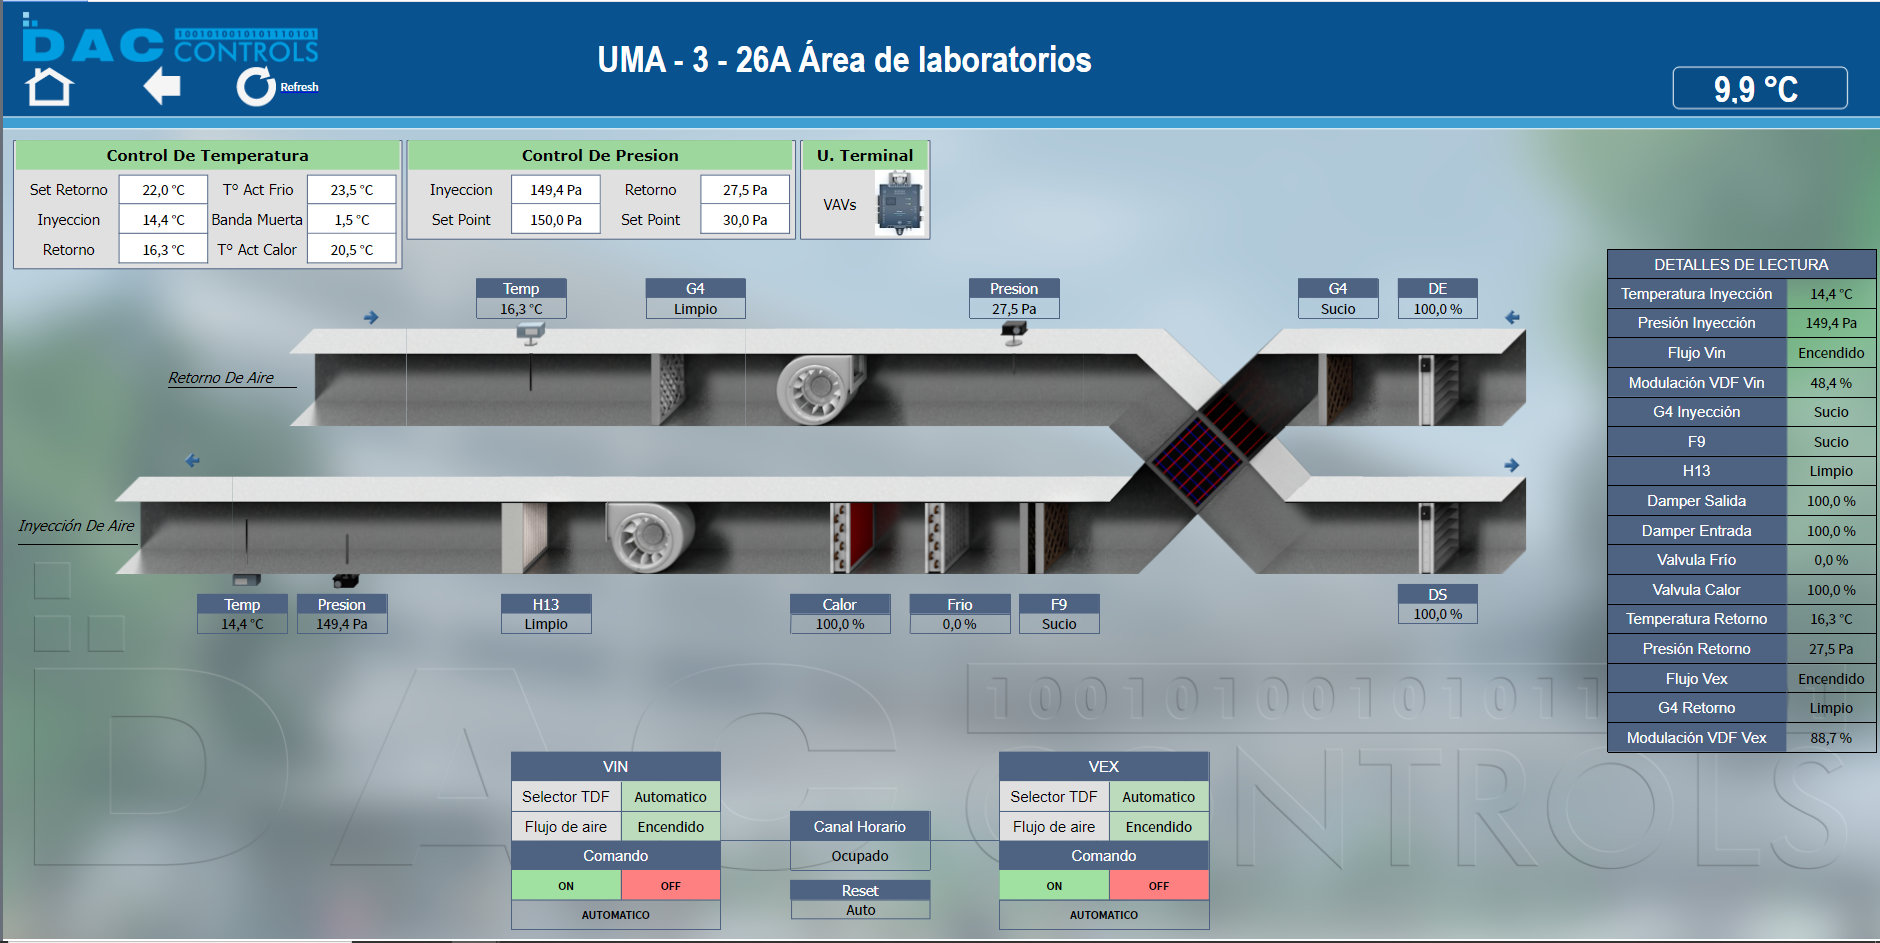 DAC 1001010010101110101
CONTROLS
UMA - 3 - 26A Área de laboratorios
Refresh
9,9 °C
Control De Temperatura
Set Retorno 22,0 °C T° Act Frio 23,5 °C
Inyeccion 14,4 °C Banda Muerta 1,5 °C
Retorno 16,3 °C T° Act Calor 20,5 °C
Control De Presion
Inyeccion 149,4 Pa Retorno 27,5 Pa
Set Point 150,0 Pa Set Point 30,0 Pa
U. Terminal
VAVs
Temp
16,3 °C
G4
Limpio
Presion
27,5 Pa
G4
Sucio
DE
100,0 %
Retorno De Aire
Inyección De Aire
Temp
14,4 °C
Presion
149,4 Pa
H13
Limpio
Calor
100,0 %
Frio
0,0 %
F9
Sucio
DS
100,0 %
DETALLES DE LECTURA
Temperatura Inyección 14,4 °C
Presión Inyección 149,4 Pa
Flujo Vin Encendido
Modulación VDF Vin 48,4 %
G4 Inyección Sucio
F9 Sucio
H13 Limpio
Damper Salida 100,0 %
Damper Entrada 100,0 %
Valvula Frío 0,0 %
Valvula Calor 100,0 %
Temperatura Retorno 16,3 °C
Presión Retorno 27,5 Pa
Flujo Vex Encendido
G4 Retorno Limpio
Modulación VDF Vex 88,7 %
VIN
Selector TDF Automatico
Flujo de aire Encendido
Comando
ON OFF
AUTOMATICO
Canal Horario
Ocupado
Reset
Auto
VEX
Selector TDF Automatico
Flujo de aire Encendido
Comando
ON OFF
AUTOMATICO
DAC CONTROLS